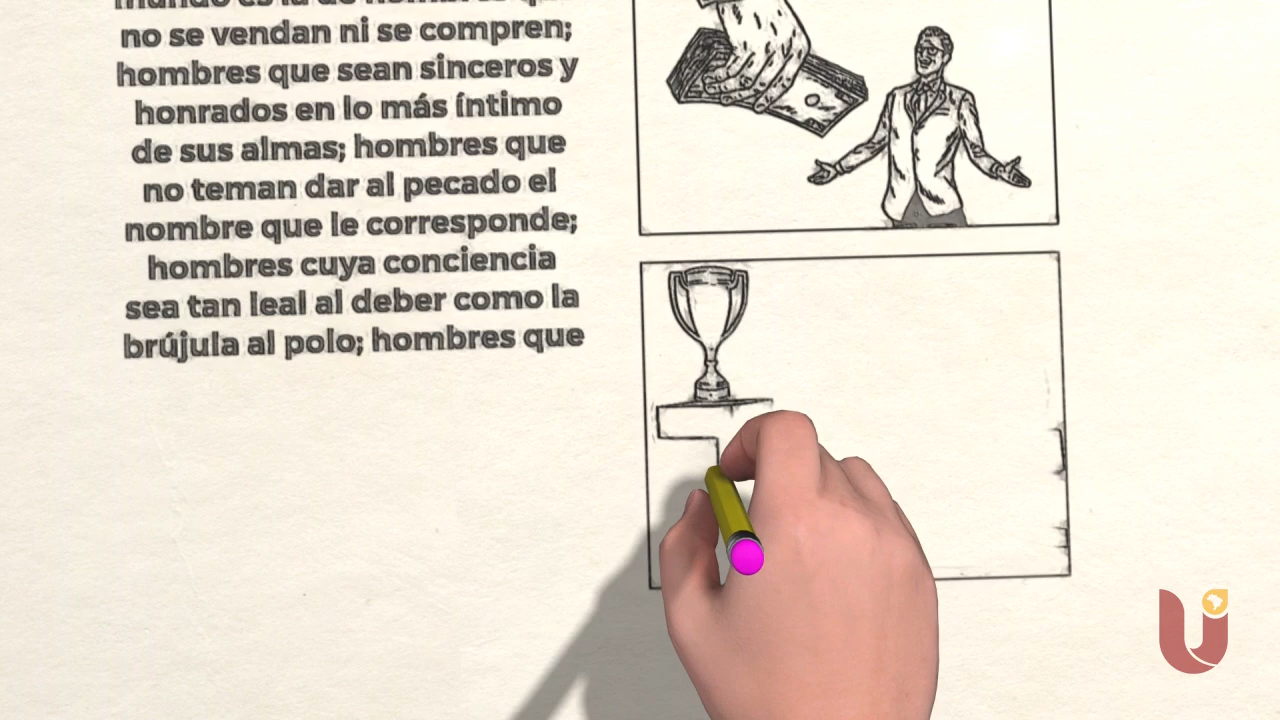 no se vendan ni se compren;
hombres que sean sinceros y
honrados en lo más íntimo
de sus almas; hombres que
no teman dar al pecado el
nombre que le corresponde;
hombres cuya conciencia
sea tan leal al deber como la
brújula al polo; hombres que